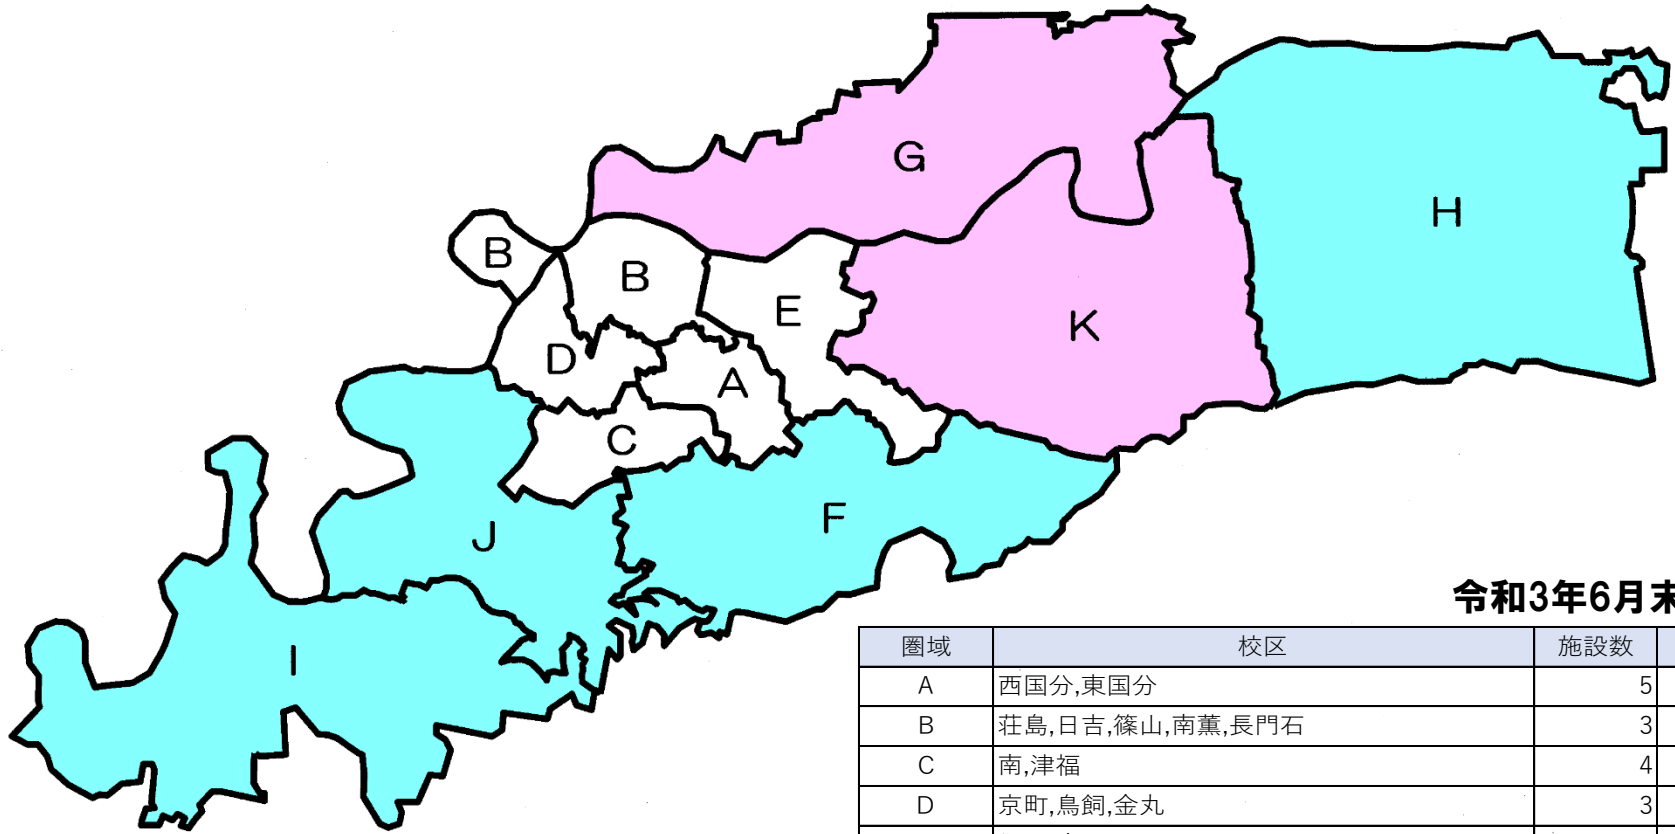 G
H
B
B
E
K
D
A
C
F
J
I
令和3年6月末
圏域 校区 施設数
A 西国分,東国分 5
B 荘島,日吉,篠山,南薫,長門石 3
C 南,津福 4
D 京町,鳥飼,金丸 3